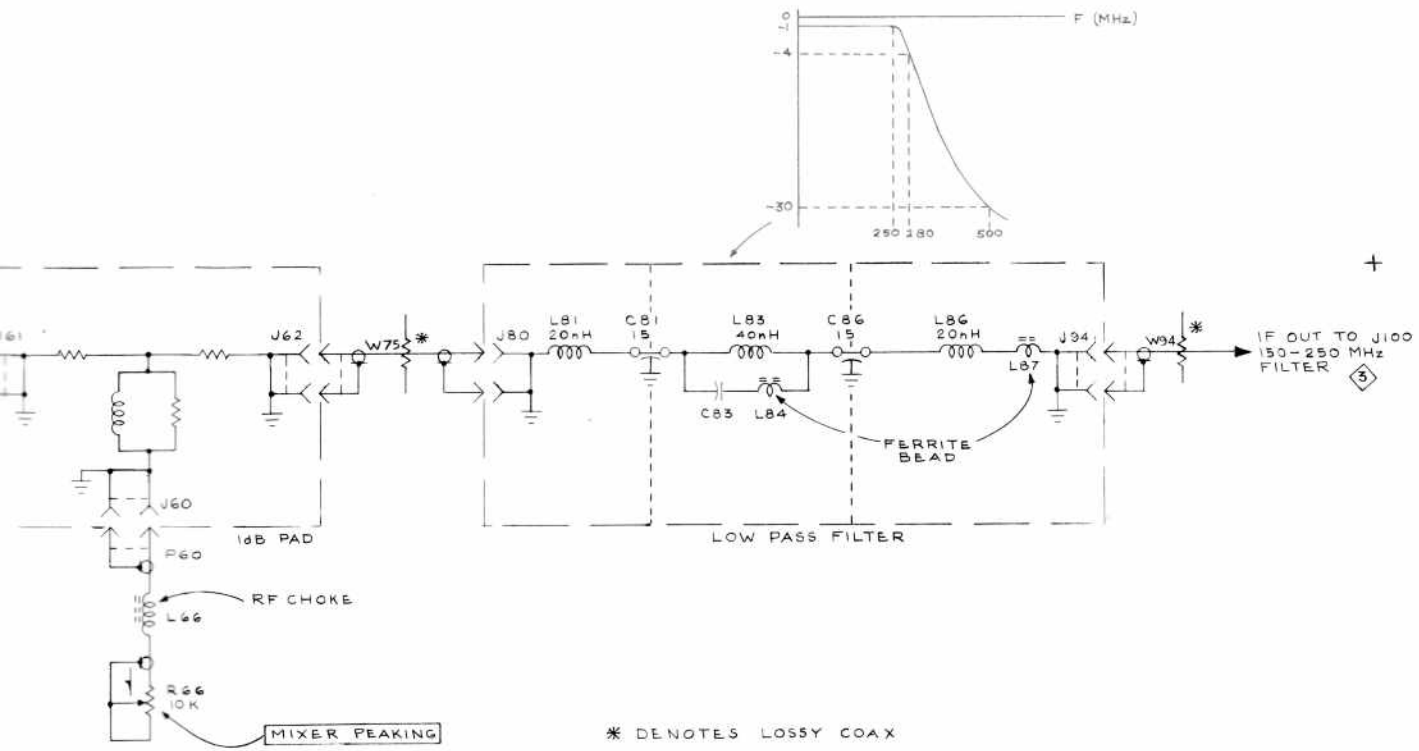 0
-1
-4
-30
F (MHz)
250 280 500
J61
J62
W75 *
J80
L81
20nH
C81
15
L83
40nH
C83 L84
C86
15
L86
20nH
L87
J94
W94 *
IF OUT TO J100
150-250 MHz
FILTER 3
FERRITE
BEAD
J60
1dB PAD
LOW PASS FILTER
P60
RF CHOKE
L66
R66
10K
MIXER PEAKING
* DENOTES LOSSY COAX